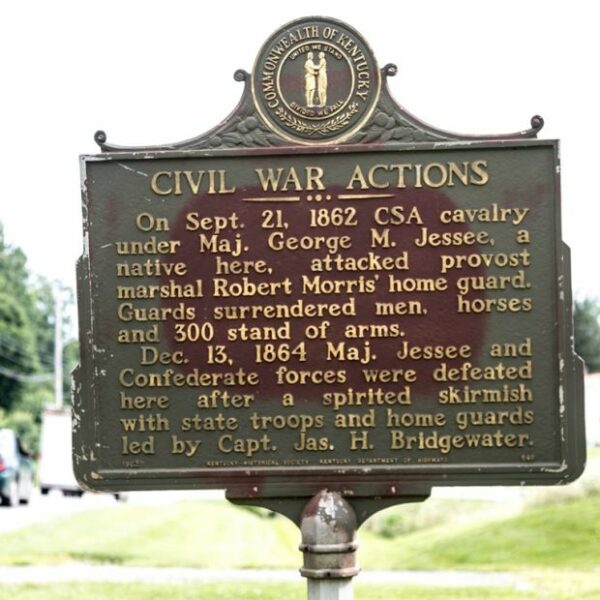 COMMONWEALTH OF KENTUCKY
UNITED WE STAND
DIVIDED WE FALL
CIVIL WAR ACTIONS
On Sept. 21, 1862 CSA cavalry
under Maj. George M. Jessee, a
native here, attacked provost
marshal Robert Morris' home guard.
Guards surrendered men, horses
and 300 stand of arms.
Dec. 13, 1864 Maj. Jessee and
Confederate forces were defeated
here after a spirited skirmish
with state troops and home guards
led by Capt. Jas. H. Bridgewater.
KENTUCKY HISTORICAL SOCIETY KENTUCKY DEPARTMENT OF HIGHWAYS